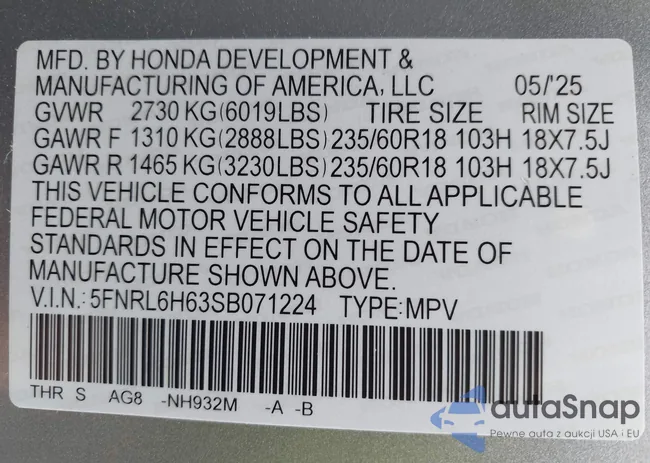 MFD. BY HONDA DEVELOPMENT &
MANUFACTURING OF AMERICA, LLC 05/'25
GVWR 2730 KG(6019LBS) TIRE SIZE RIM SIZE
GAWR F 1310 KG(2888LBS) 235/60R18 103H 18X7.5J
GAWR R 1465 KG(3230LBS) 235/60R18 103H 18X7.5J
THIS VEHICLE CONFORMS TO ALL APPLICABLE
FEDERAL MOTOR VEHICLE SAFETY
STANDARDS IN EFFECT ON THE DATE OF
MANUFACTURE SHOWN ABOVE.
V.I.N.: 5FNRL6H63SB071224 TYPE:MPV
THR S AG8 -NH932M -A -B
autaSnap
Pewne auta z aukcji USA i EU